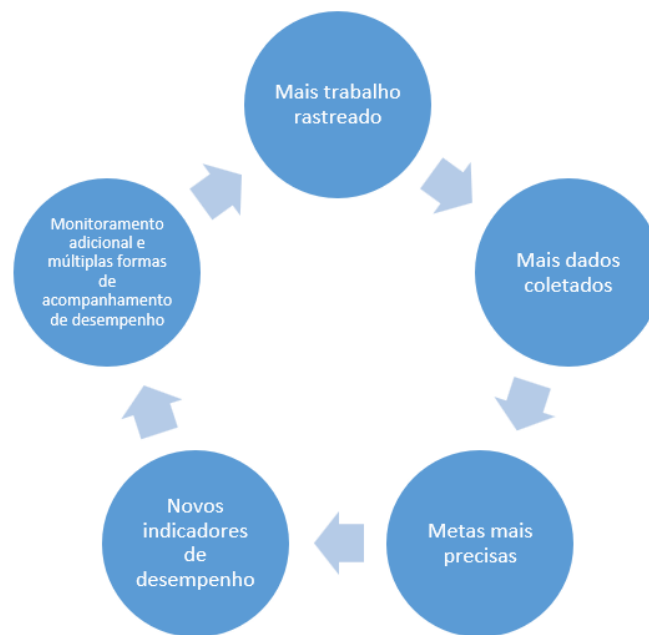 Mais trabalho
rastreado
Mais dados
coletados
Metas mais
precisas
Novos
indicadores
de
desempenho
Monitoramento
adicional e
múltiplas formas
de
acompanhamento
de desempenho